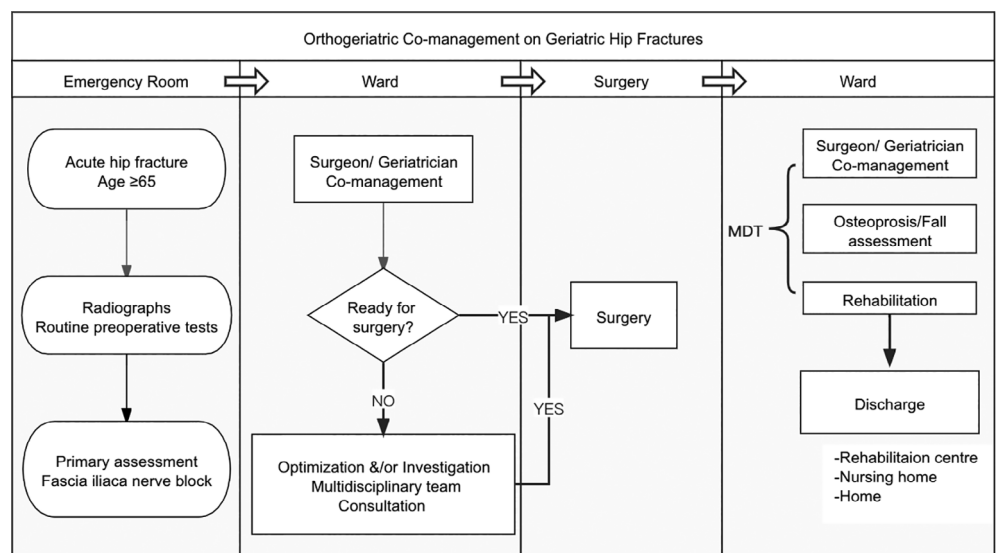 Orthogeriatric Co-management on Geriatric Hip Fractures
Emergency Room
Ward
Surgery
Ward
Acute hip fracture
Age ≥65
Radiographs
Routine preoperative tests
Primary assessment
Fascia iliaca nerve block
Surgeon/ Geriatrician
Co-management
Ready for
surgery?
YES
NO
Optimization &/or Investigation
Multidisciplinary team
Consultation
YES
Surgery
MDT
Surgeon/ Geriatrician
Co-management
Osteoprosis/Fall
assessment
Rehabilitation
Discharge
-Rehabilitaion centre
-Nursing home
-Home